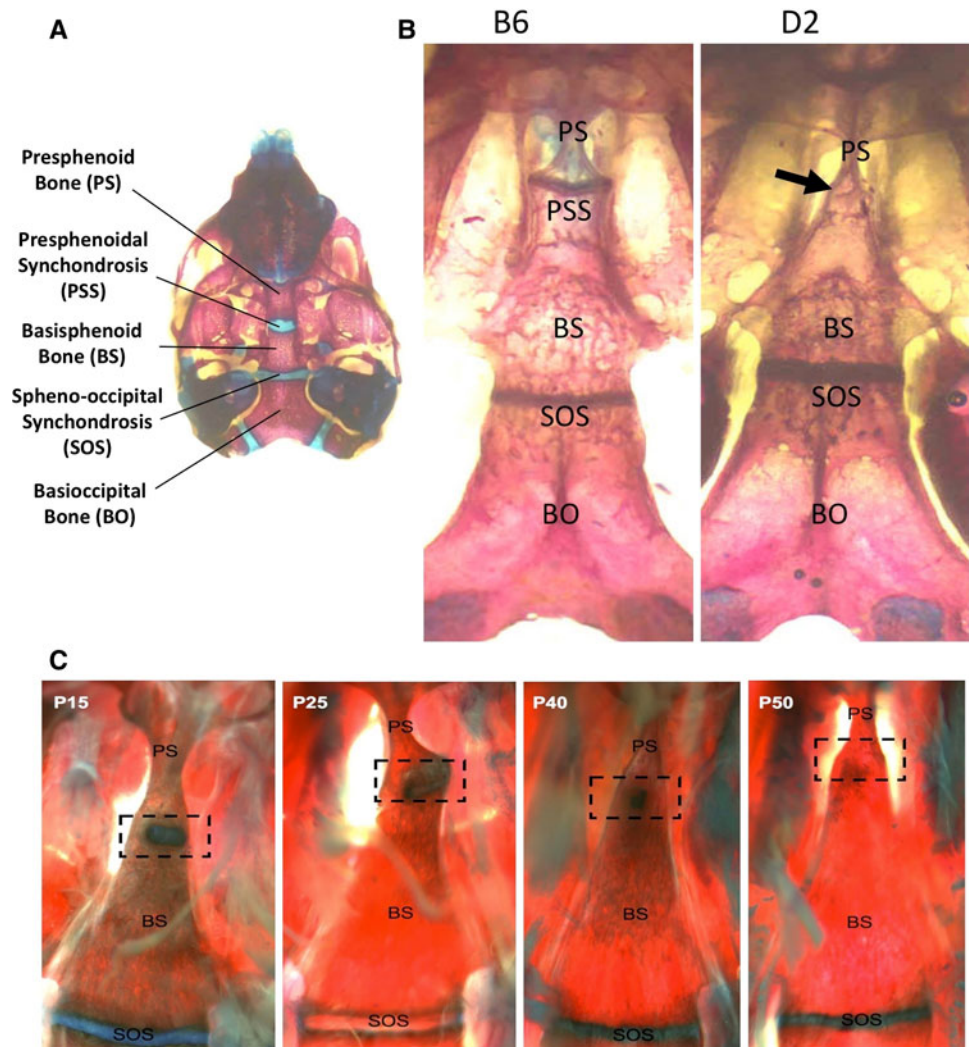 A
Presphenoid
Bone (PS)
Presphenoidal
Synchondrosis
(PSS)
Basisphenoid
Bone (BS)
Spheno-occipital
Synchondrosis
(SOS)
Basioccipital
Bone (BO)
B
B6
D2
PS
PSS
BS
SOS
BO
PS
BS
SOS
BO
C
P15
PS
BS
SOS
P25
PS
BS
SOS
P40
PS
BS
SOS
P50
PS
BS
SOS